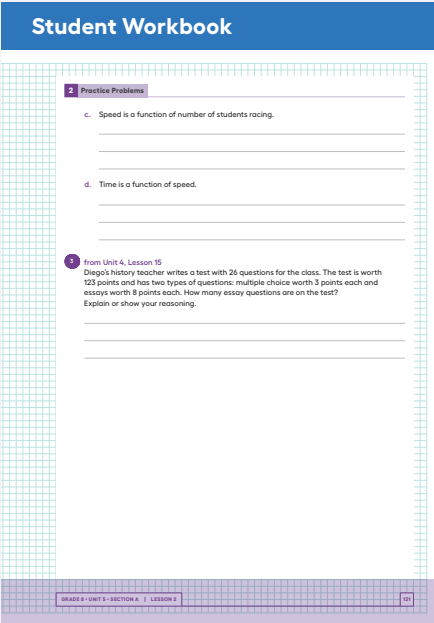 Student Workbook
2 Practice Problems
c. Speed is a function of number of students racing.
d. Time is a function of speed.
3 from Unit 4, Lesson 15
Diego's history teacher writes a test with 26 questions for the class. The test is worth
123 points and has two types of questions: multiple choice worth 3 points each and
essays worth 8 points each. How many essay questions are on the test?
Explain or show your reasoning.
GRADE 8 • UNIT 5 • SECTION A | LESSON 2
131